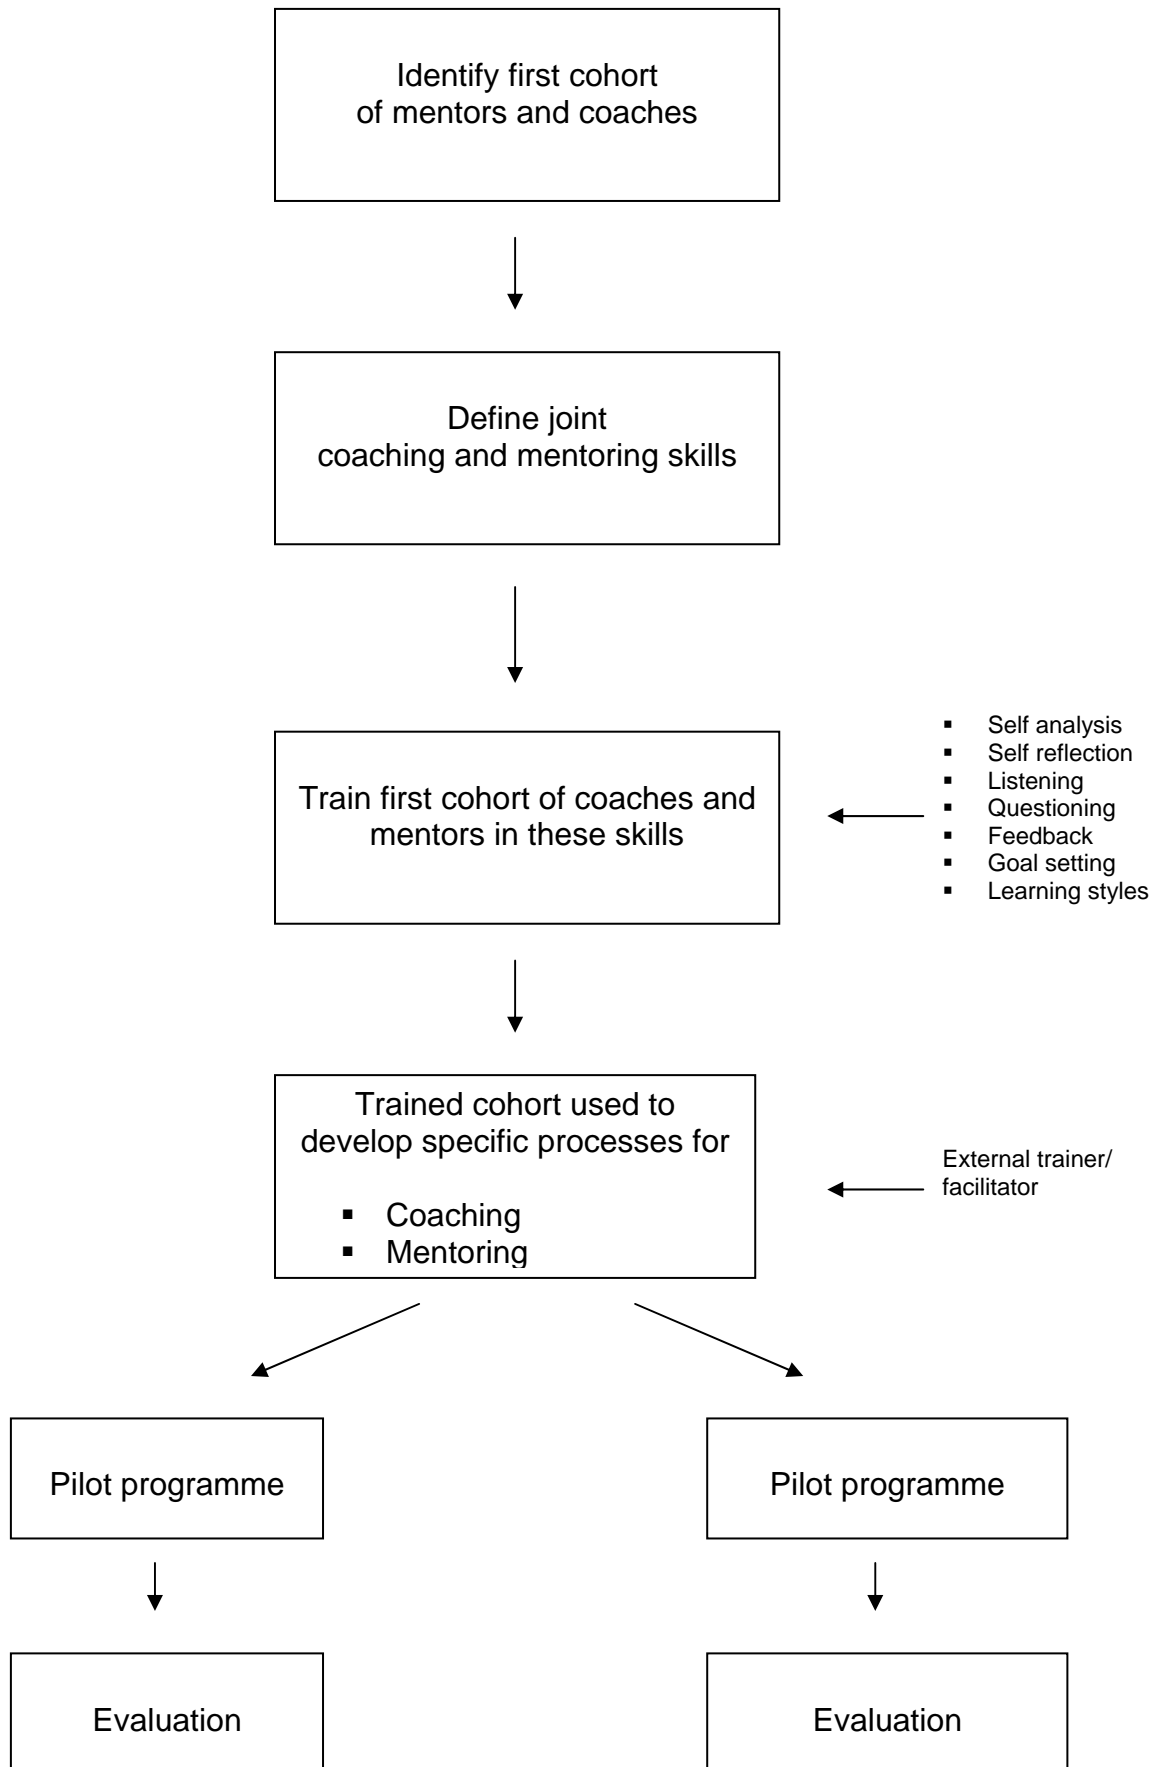 Identify first cohort
of mentors and coaches
Define joint
coaching and mentoring skills
Train first cohort of coaches and
mentors in these skills
▪ Self analysis
▪ Self reflection
▪ Listening
▪ Questioning
▪ Feedback
▪ Goal setting
▪ Learning styles
Trained cohort used to
develop specific processes for
▪ Coaching
▪ Mentoring
External trainer/
facilitator
Pilot programme
Pilot programme
Evaluation
Evaluation